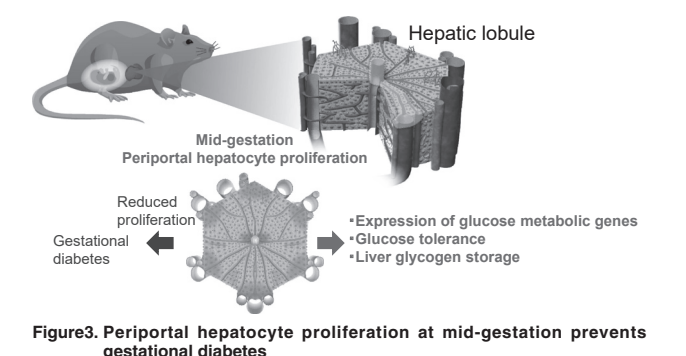 Hepatic lobule
Mid-gestation
Periportal hepatocyte proliferation
Reduced
proliferation
Gestational
diabetes
･Expression of glucose metabolic genes
･Glucose tolerance
･Liver glycogen storage
Figure3. Periportal hepatocyte proliferation at mid-gestation prevents
gestational diabetes